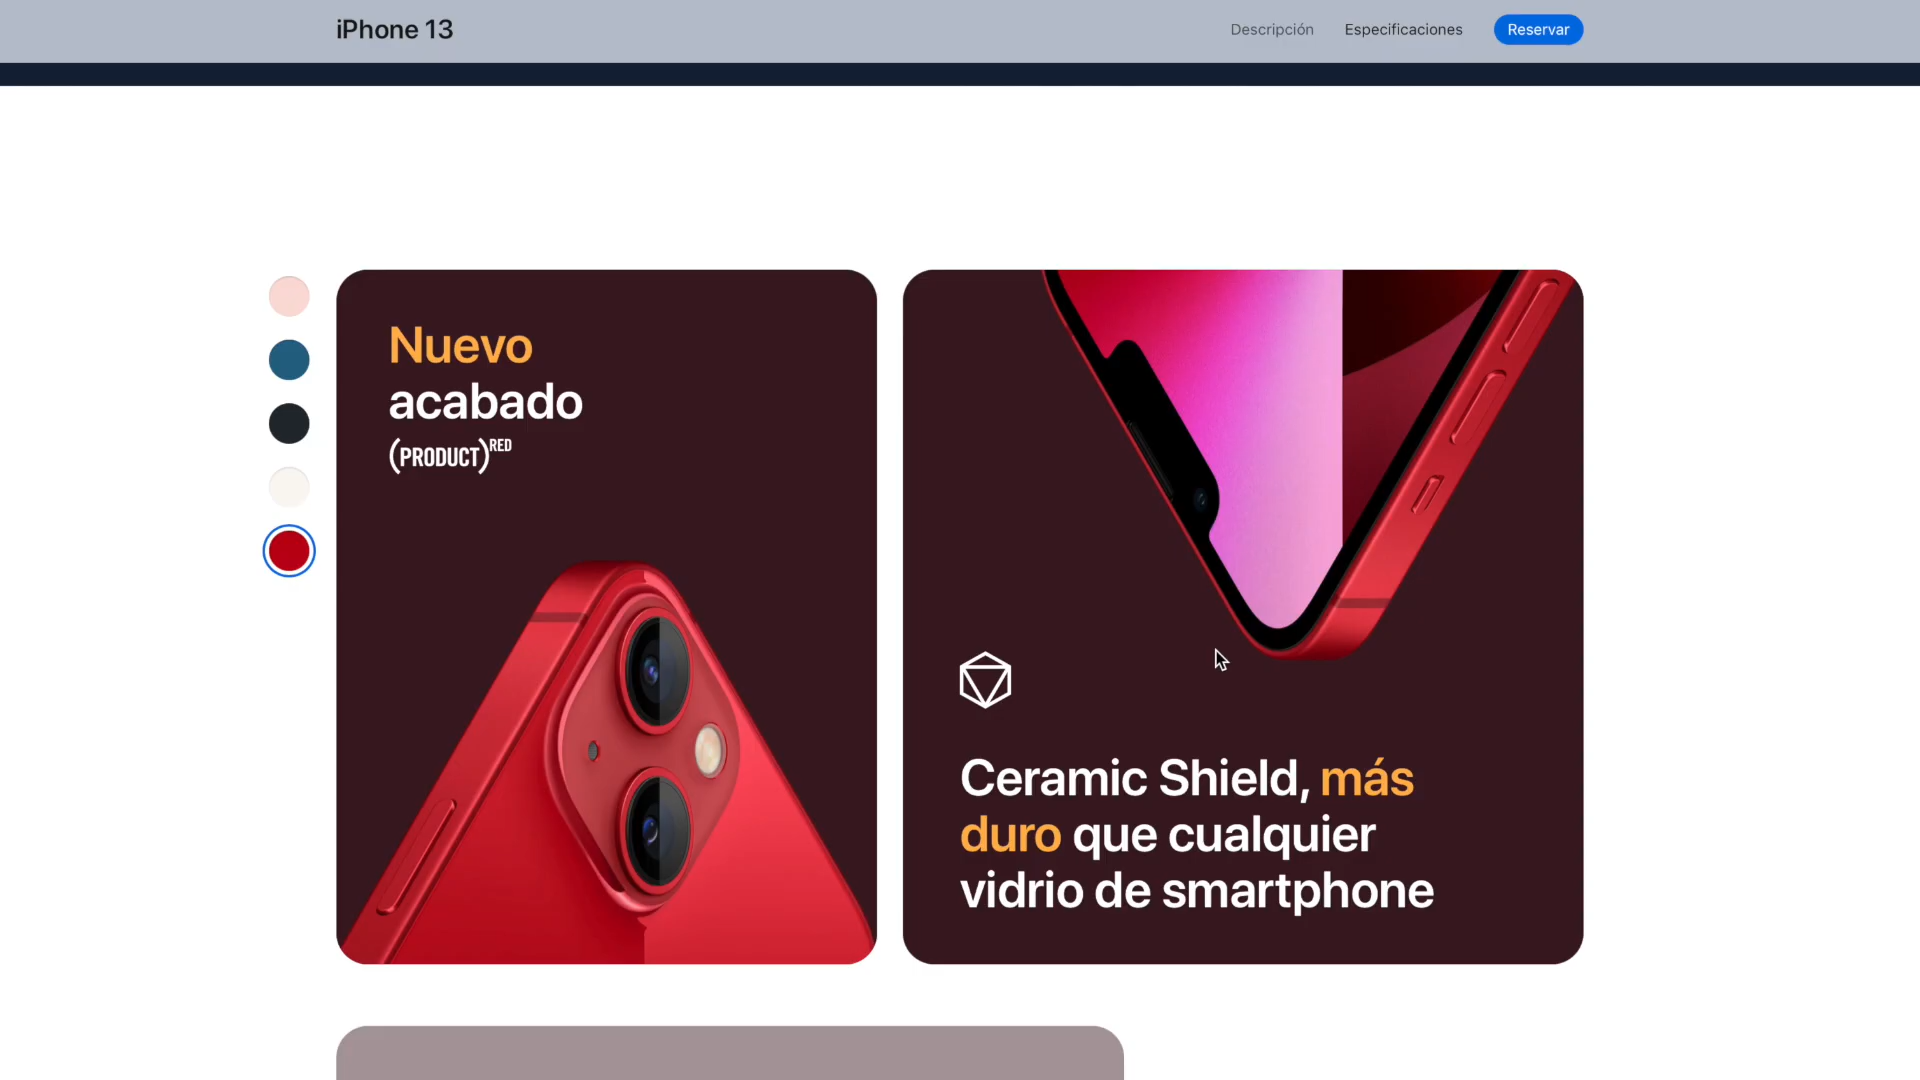 iPhone 13
Descripción
Especificaciones
Reservar
Nuevo
acabado
(PRODUCT)RED
Ceramic Shield, más
duro que cualquier
vidrio de smartphone